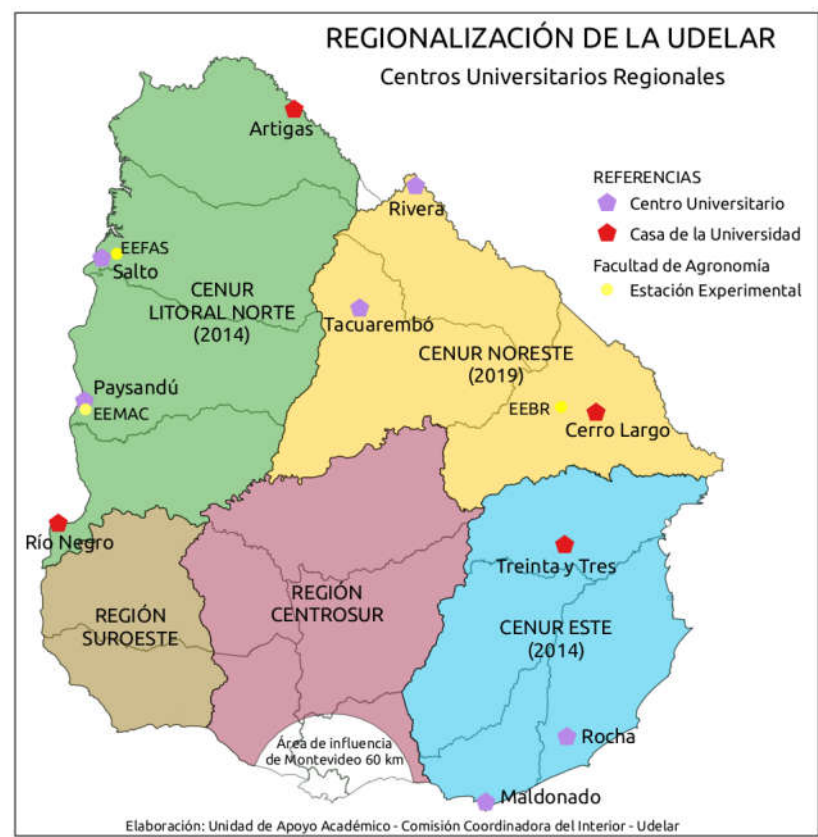 REGIONALIZACIÓN DE LA UDELAR
Centros Universitarios Regionales
Artigas
REFERENCIAS
Centro Universitario
Casa de la Universidad
Facultad de Agronomía
Estación Experimental
Rivera
EEFAS
Salto
CENUR
LITORAL NORTE
(2014)
Tacuarembó
CENUR NORESTE
(2019)
Paysandú
EEMAC
EEBR
Cerro Largo
Río Negro
Treinta y Tres
REGIÓN
SUROESTE
REGIÓN
CENTROSUR
CENUR ESTE
(2014)
Área de influencia
de Montevideo 60 km
Rocha
Maldonado
Elaboración: Unidad de Apoyo Académico - Comisión Coordinadora del Interior - Udelar